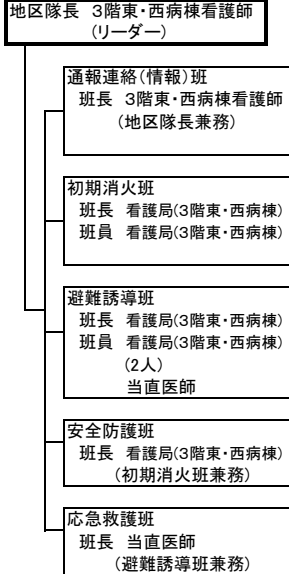 地区隊長 3階東・西病棟看護師
(リーダー)
通報連絡(情報)班
班長 3階東・西病棟看護師
(地区隊長兼務)
初期消火班
班長 看護局(3階東・西病棟)
班員 看護局(3階東・西病棟)
避難誘導班
班長 看護局(3階東・西病棟)
班員 看護局(3階東・西病棟)
(2人)
当直医師
安全防護班
班長 看護局(3階東・西病棟)
(初期消火班兼務)
応急救護班
班長 当直医師
(避難誘導班兼務)